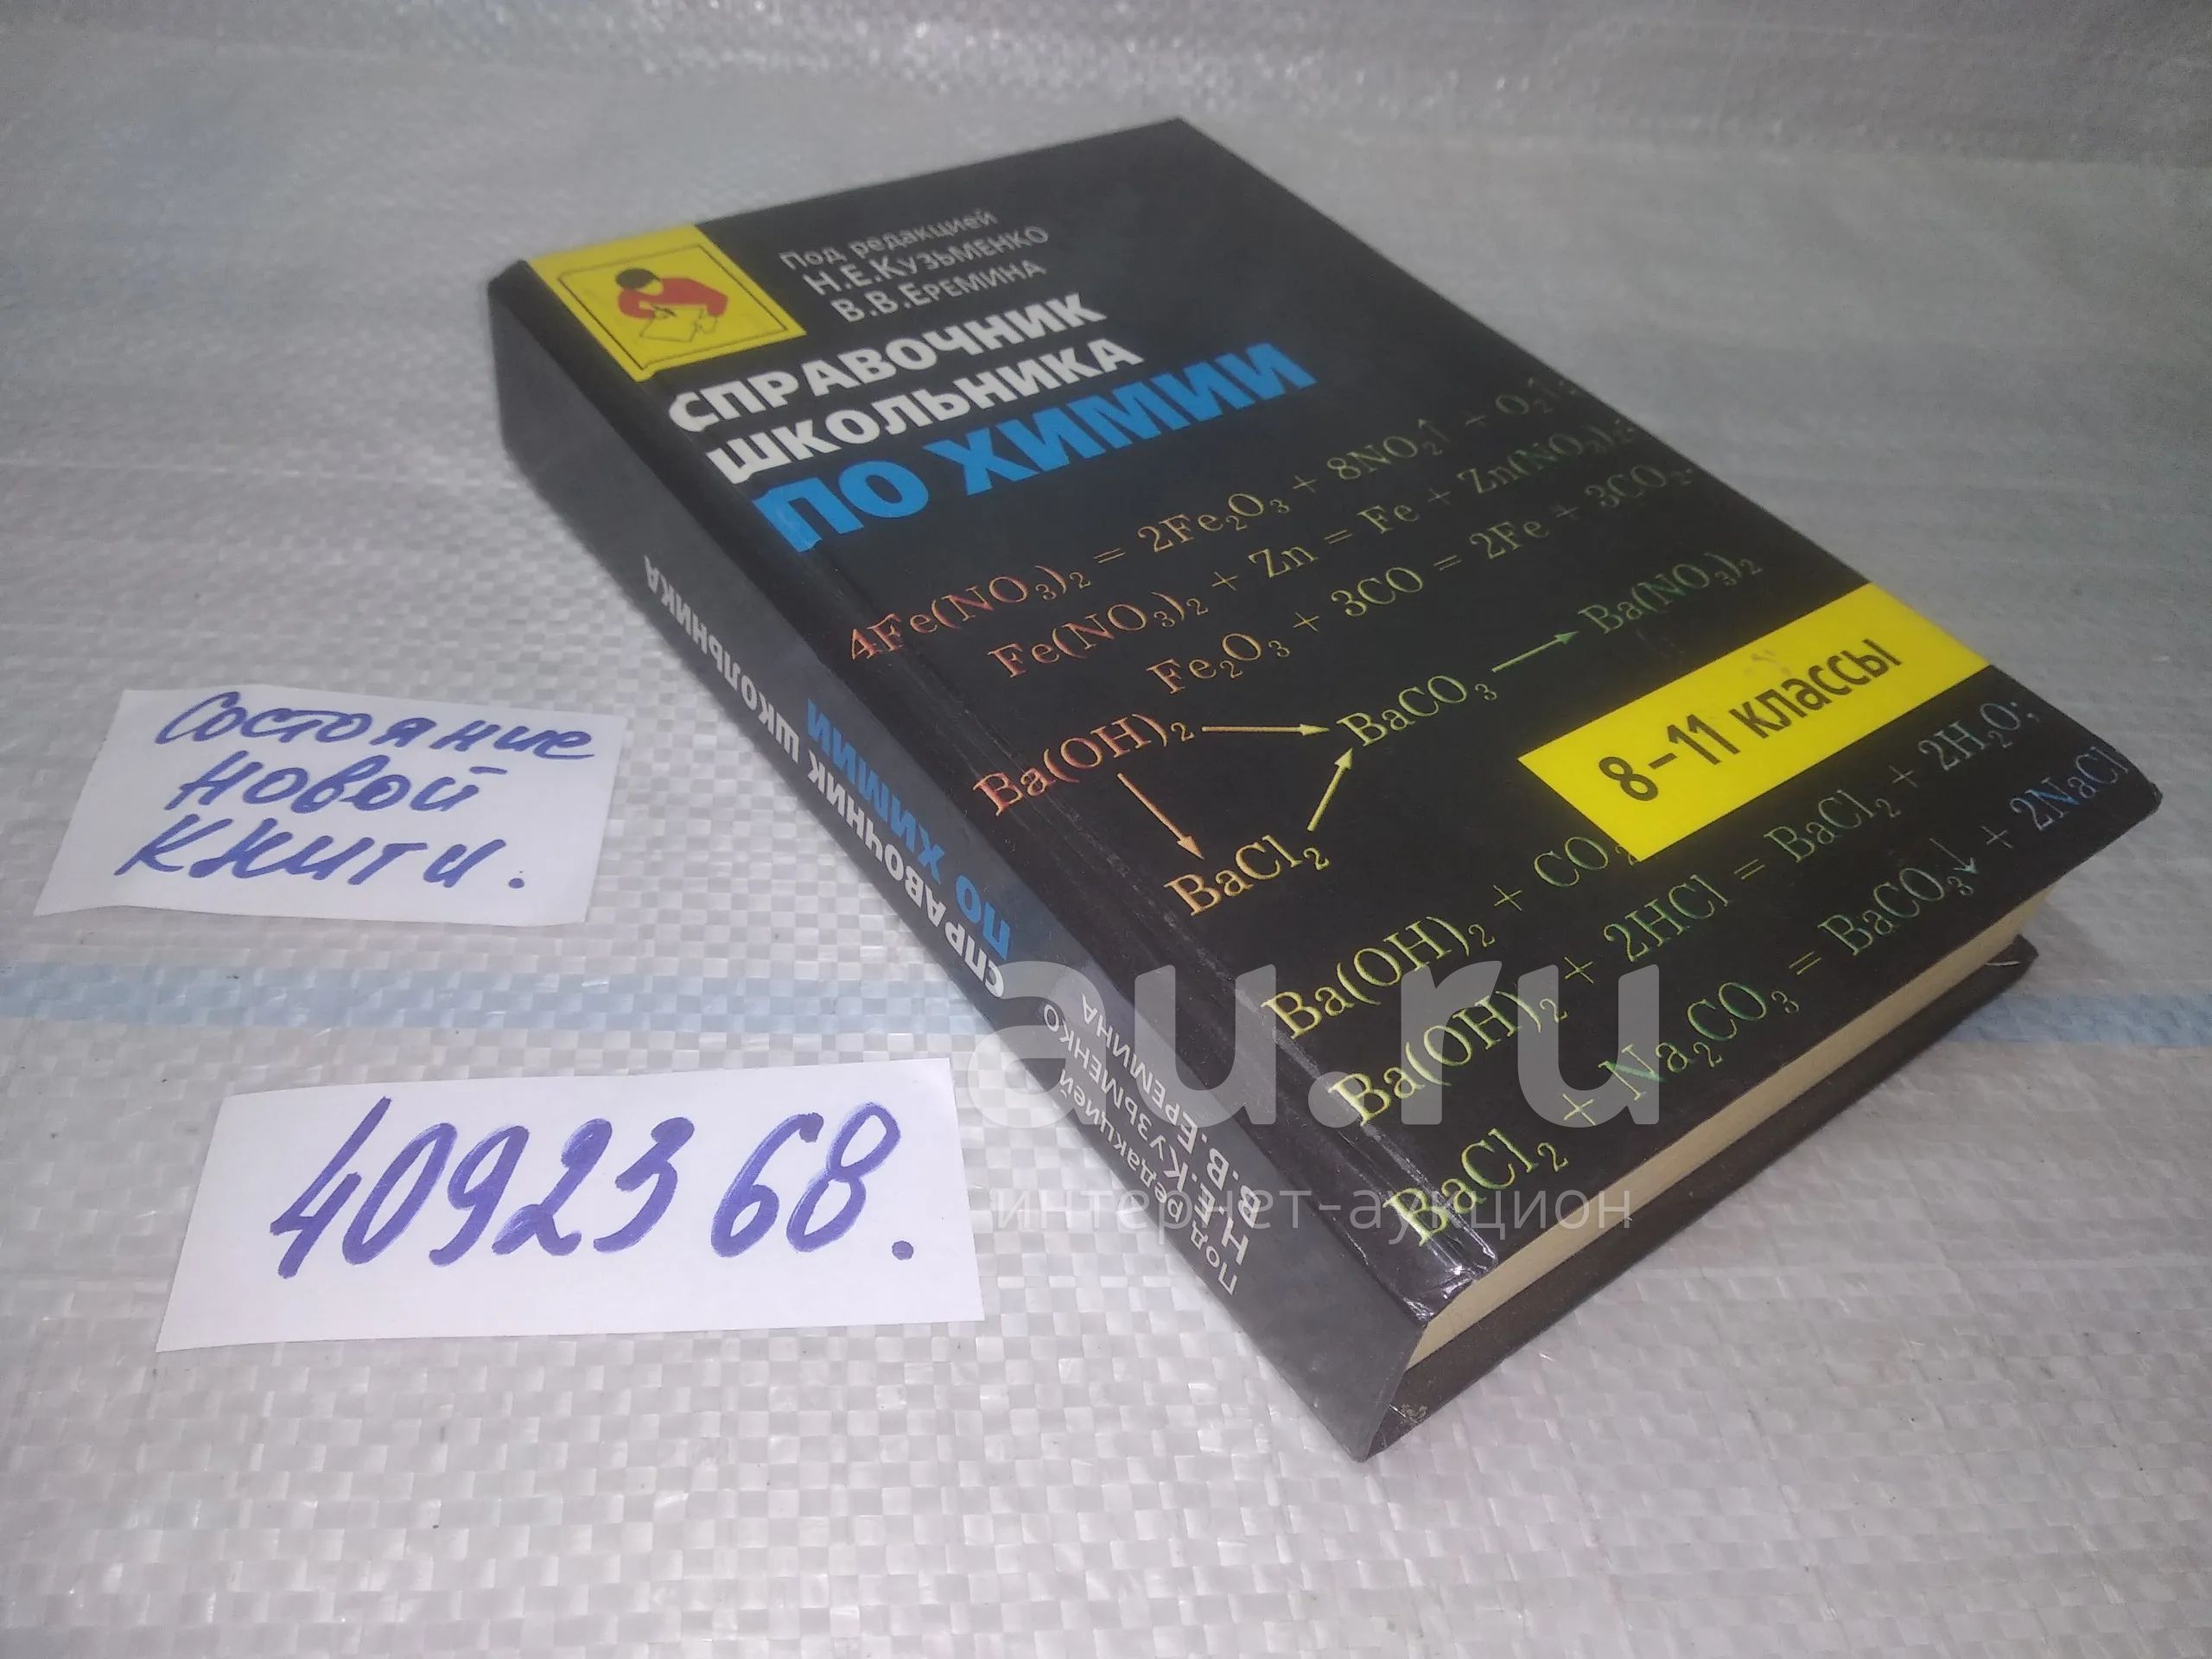 Под редакцией
Н.Е.КУЗЬМЕНКО
В.В.ЕРЕМИНА
СПРАВОЧНИК
ШКОЛЬНИКА
ПО ХИМИИ
4Fe(NO₃)₂ = 2Fe₂O₃ + 8NO₂↑ + O₂↑;
Fe(NO₃)₂ + Zn = Fe + Zn(NO₃)₂;
Fe₂O₃ + 3CO = 2Fe + 3CO₂.
Ba(OH)₂ → BaCO₃ → Ba(NO₃)₂
BaCl₂
8–11 классы
Ba(OH)₂ + CO₂
Ba(OH)₂ + 2HCl = BaCl₂ + 2H₂O;
BaCl₂ + Na₂CO₃ = BaCO₃↓ + 2NaCl
Под редакцией
Н.Е.КУЗЬМЕНКО
В.В.ЕРЕМИНА
СПРАВОЧНИК ШКОЛЬНИКА
ПО ХИМИИ
Состояние
новой
книги.
4092368.
au.ru
интернет-аукцион